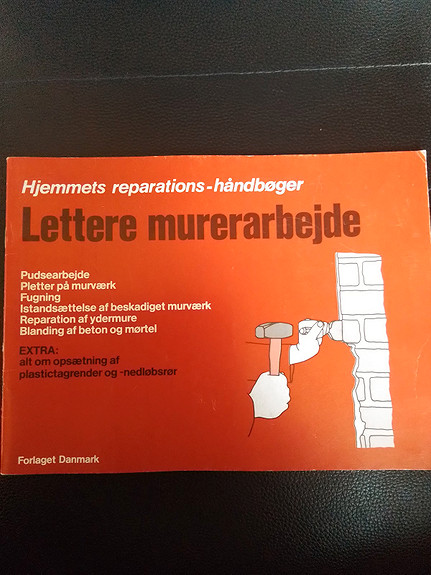 Hjemmets reparations-håndbøger
Lettere murerarbejde
Pudsearbejde
Pletter på murværk
Fugning
Istandsættelse af beskadiget murværk
Reparation af ydermure
Blanding af beton og mørtel
EXTRA:
alt om opsætning af
plastictagrender og -nedløbsrør
Forlaget Danmark